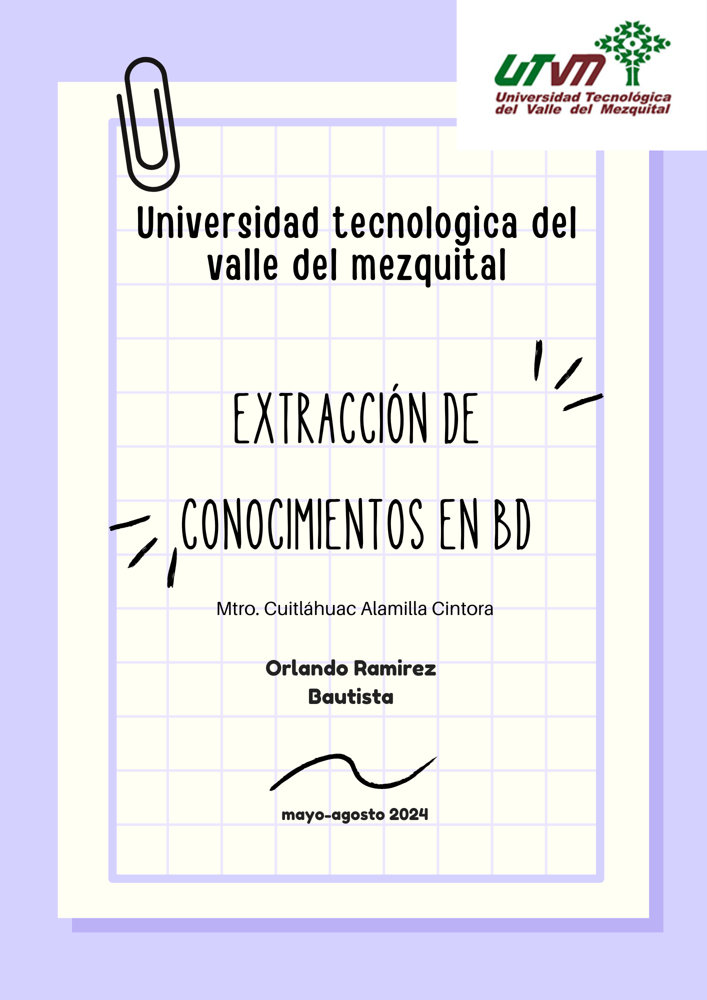 UTVM
Universidad Tecnológica
del Valle del Mezquital
Universidad tecnologica del
valle del mezquital
EXTRACCIÓN DE
CONOCIMIENTOS EN BD
Mtro. Cuitláhuac Alamilla Cintora
Orlando Ramirez
Bautista
mayo-agosto 2024